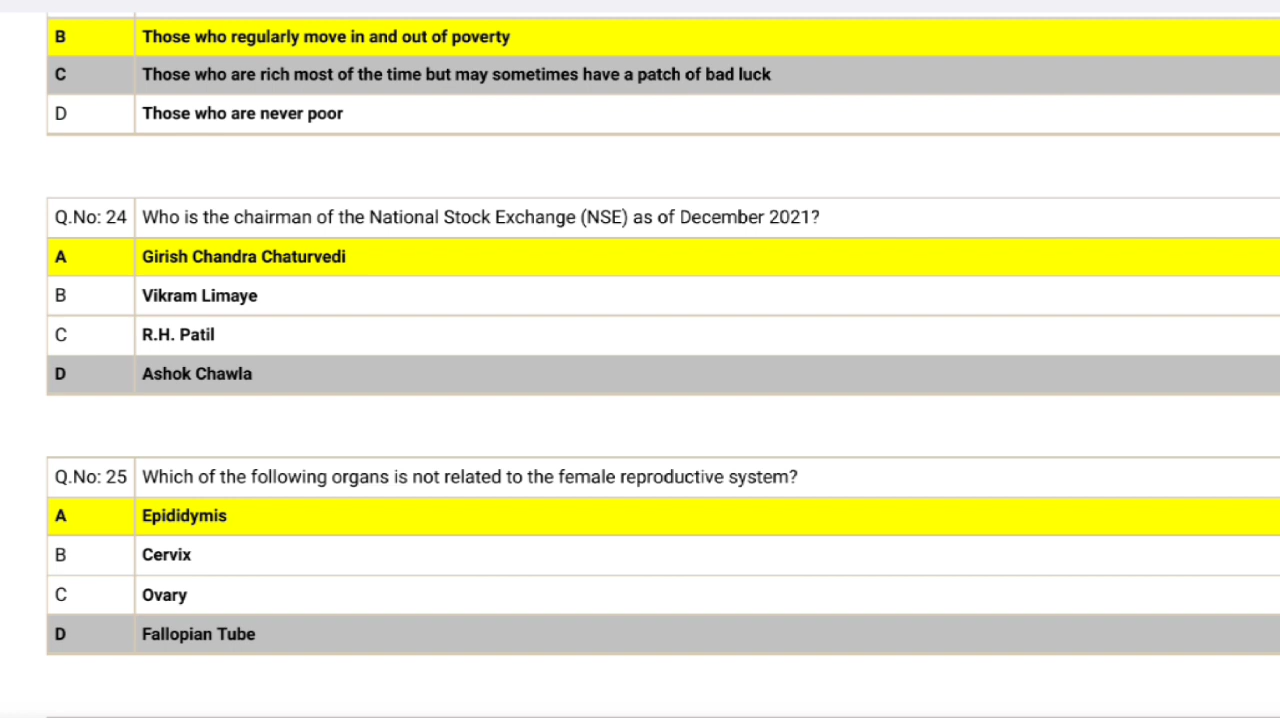 B Those who regularly move in and out of poverty
C Those who are rich most of the time but may sometimes have a patch of bad luck
D Those who are never poor
Q.No: 24 Who is the chairman of the National Stock Exchange (NSE) as of December 2021?
A Girish Chandra Chaturvedi
B Vikram Limaye
C R.H. Patil
D Ashok Chawla
Q.No: 25 Which of the following organs is not related to the female reproductive system?
A Epididymis
B Cervix
C Ovary
D Fallopian Tube